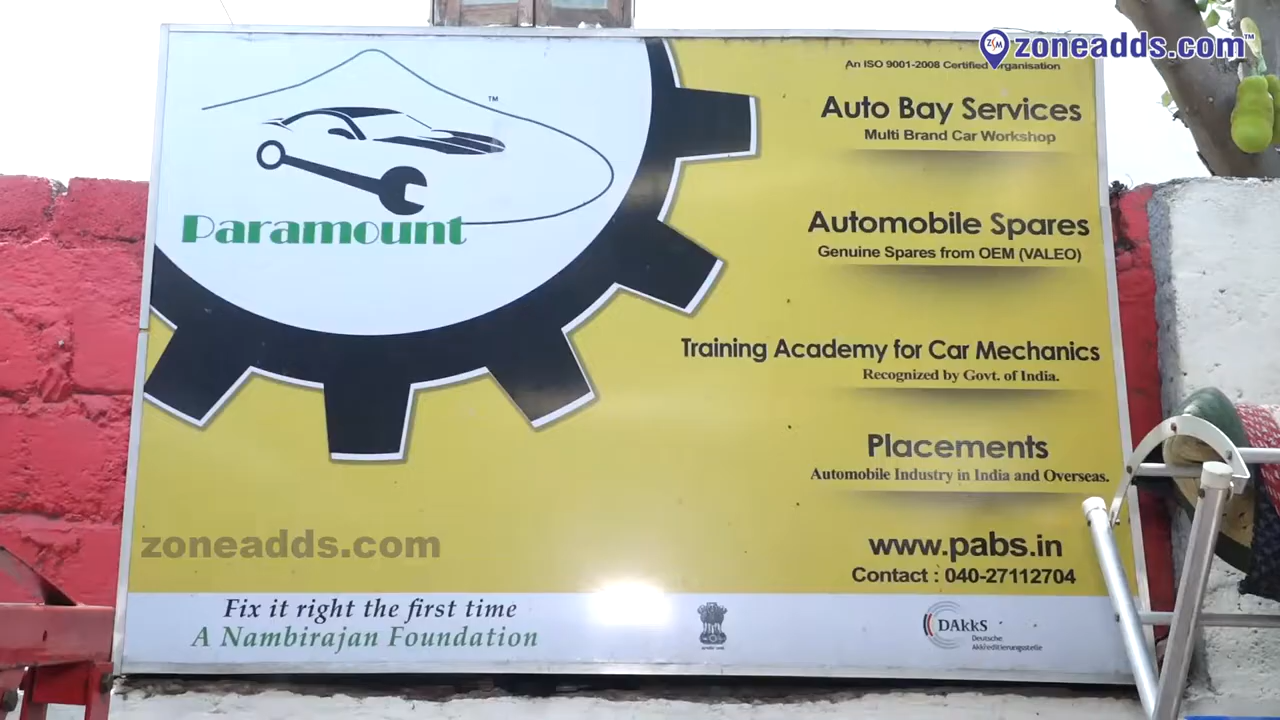 zoneadds.com™
An ISO 9001-2008 Certified Organisation
Auto Bay Services
Multi Brand Car Workshop
™
Paramount
Automobile Spares
Genuine Spares from OEM (VALEO)
Training Academy for Car Mechanics
Recognized by Govt. of India.
Placements
Automobile Industry in India and Overseas.
zoneadds.com
www.pabs.in
Contact : 040-27112704
Fix it right the first time
A Nambirajan Foundation
DAkkS
Deutsche
Akkreditierungsstelle